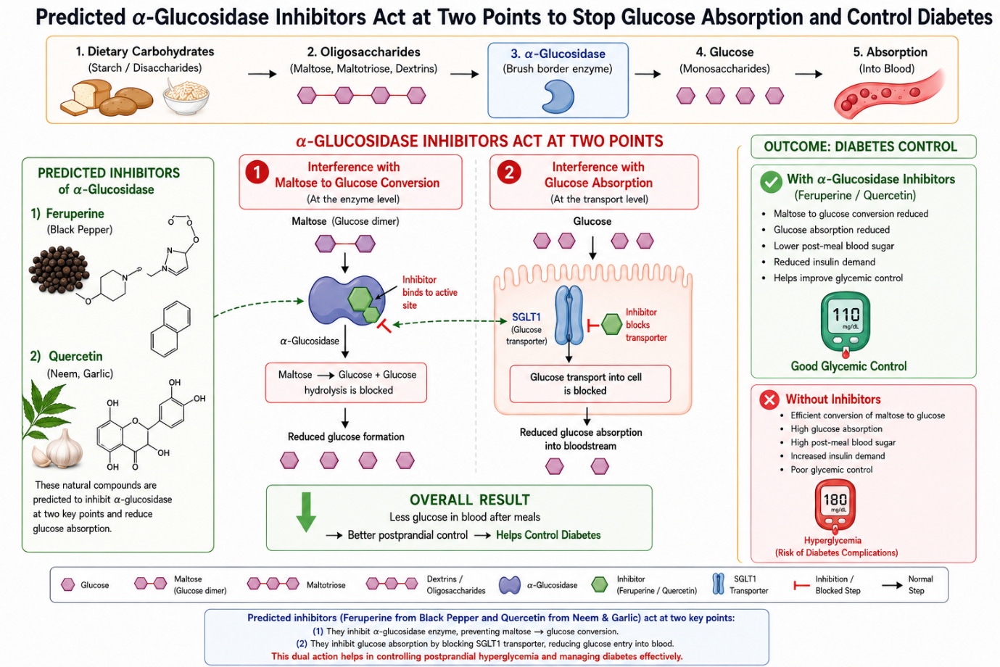 Predicted α-Glucosidase Inhibitors Act at Two Points to Stop Glucose Absorption and Control Diabetes
1. Dietary Carbohydrates
(Starch / Disaccharides)
2. Oligosaccharides
(Maltose, Maltotriose, Dextrins)
3. α-Glucosidase
(Brush border enzyme)
4. Glucose
(Monosaccharides)
5. Absorption
(Into Blood)
α-GLUCOSIDASE INHIBITORS ACT AT TWO POINTS
PREDICTED INHIBITORS
of α-Glucosidase
1) Feruperine
(Black Pepper)
O
O
O
N
N
N
O
2) Quercetin
(Neem, Garlic)
OH
OH
OH
O
OH
OH
O
These natural compounds are
predicted to inhibit α-glucosidase
at two key points and reduce
glucose absorption.
1
Interference with
Maltose to Glucose Conversion
(At the enzyme level)
Maltose (Glucose dimer)
Inhibitor
binds to active
site
α-Glucosidase
Maltose → Glucose + Glucose
hydrolysis is blocked
Reduced glucose formation
2
Interference with
Glucose Absorption
(At the transport level)
Glucose
SGLT1
(Glucose
transporter)
Inhibitor
blocks
transporter
Glucose transport into cell
is blocked
Reduced glucose absorption
into bloodstream
OVERALL RESULT
Less glucose in blood after meals
→ Better postprandial control → Helps Control Diabetes
OUTCOME: DIABETES CONTROL
With α-Glucosidase Inhibitors
(Feruperine / Quercetin)
• Maltose to glucose conversion reduced
• Glucose absorption reduced
• Lower post-meal blood sugar
• Reduced insulin demand
• Helps improve glycemic control
110
mg/dL
Good Glycemic Control
Without Inhibitors
• Efficient conversion of maltose to glucose
• High glucose absorption
• High post-meal blood sugar
• Increased insulin demand
• Poor glycemic control
180
mg/dL
Hyperglycemia
(Risk of Diabetes Complications)
Glucose
Maltose
(Glucose dimer)
Maltotriose
Dextrins /
Oligosaccharides
α-Glucosidase
Inhibitor
(Feruperine / Quercetin)
SGLT1
Transporter
Inhibition /
Blocked Step
Normal
Step
Predicted inhibitors (Feruperine from Black Pepper and Quercetin from Neem & Garlic) act at two key points:
(1) They inhibit α-glucosidase enzyme, preventing maltose → glucose conversion.
(2) They inhibit glucose absorption by blocking SGLT1 transporter, reducing glucose entry into blood.
This dual action helps in controlling postprandial hyperglycemia and managing diabetes effectively.